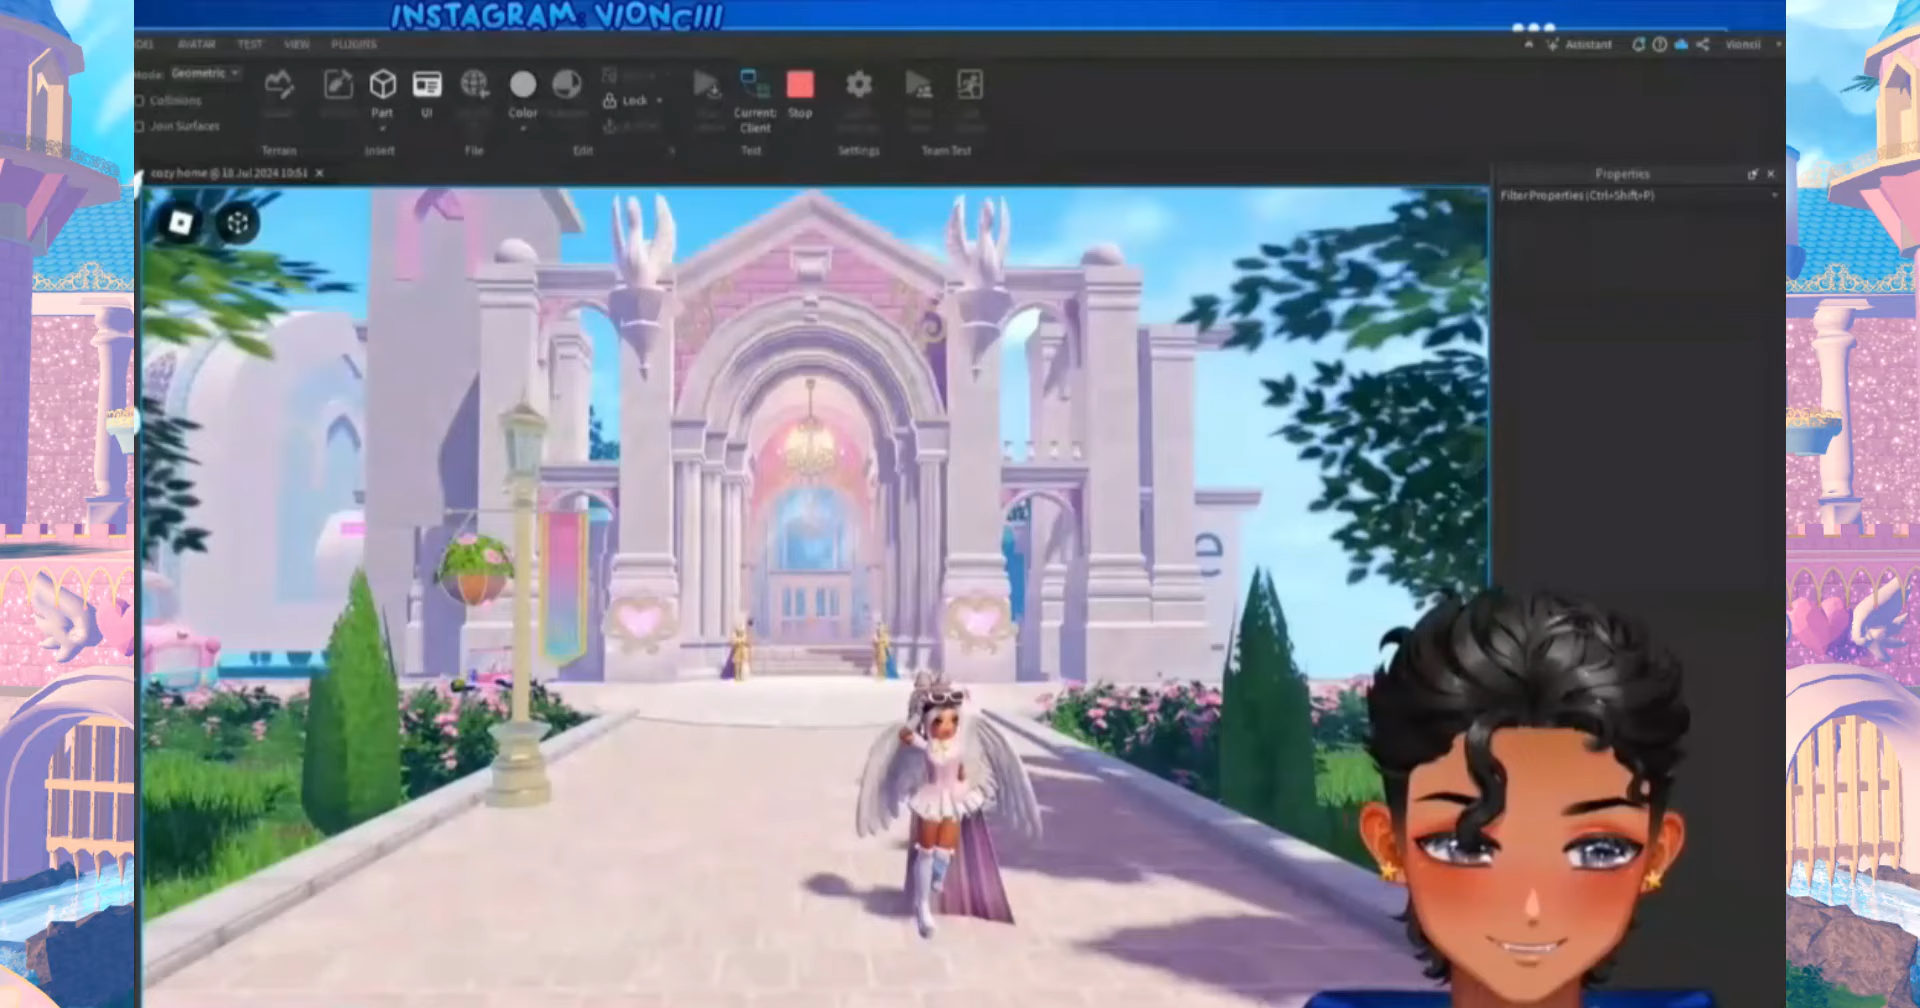 INSTAGRAM: VIONCIII
AVATAR TEST VIEW PLUGINS
Assistant Vioncii
Mode: Geometric
Collisions
Join Surfaces
Part
UI
Color
Lock
Current:
Client
Stop
Terrain Insert File Edit Test Settings Team Test
cozy home @ 18 Jul 2024 10:51
Properties
Filter Properties (Ctrl+Shift+P)
e